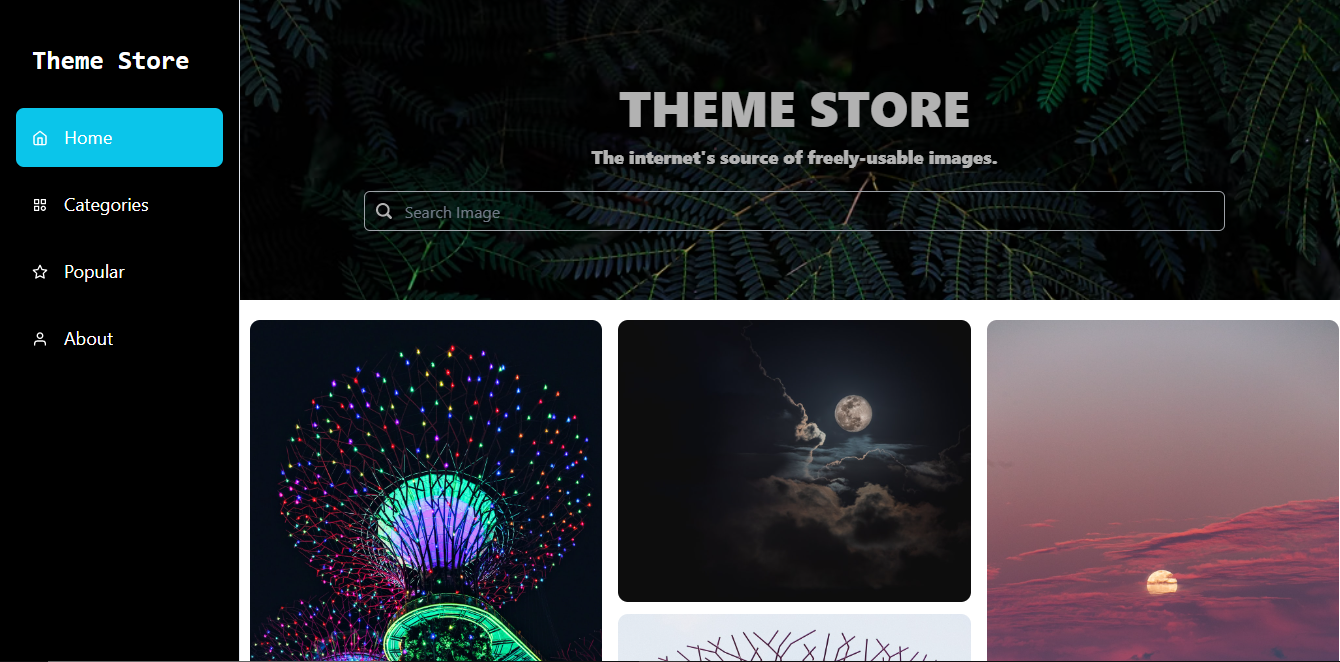 Theme Store
Home
Categories
Popular
About
THEME STORE
The internet's source of freely-usable images.
Search Image